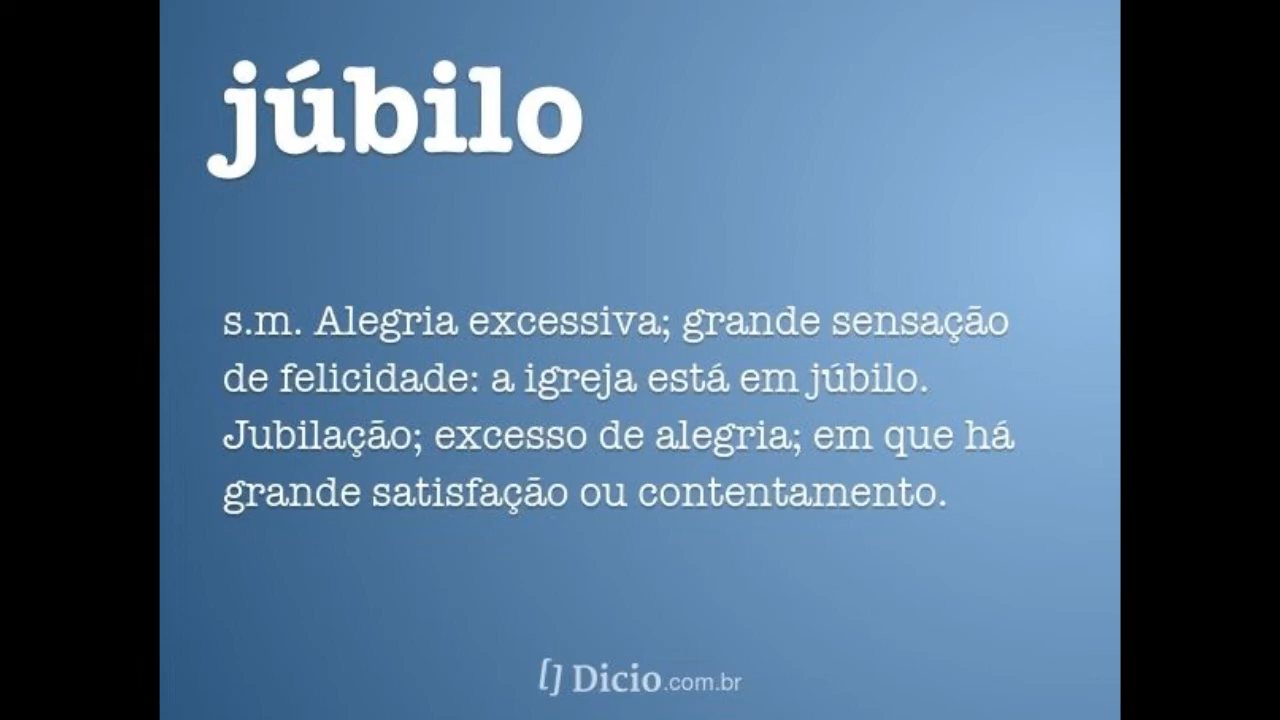 júbilo
s.m. Alegria excessiva; grande sensação
de felicidade: a igreja está em júbilo.
Jubilação; excesso de alegria; em que há
grande satisfação ou contentamento.
[] Dicio.com.br